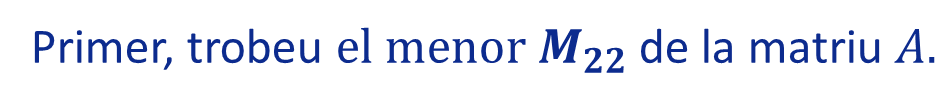 Primer, trobeu el menor M₂₂ de la matriu A.